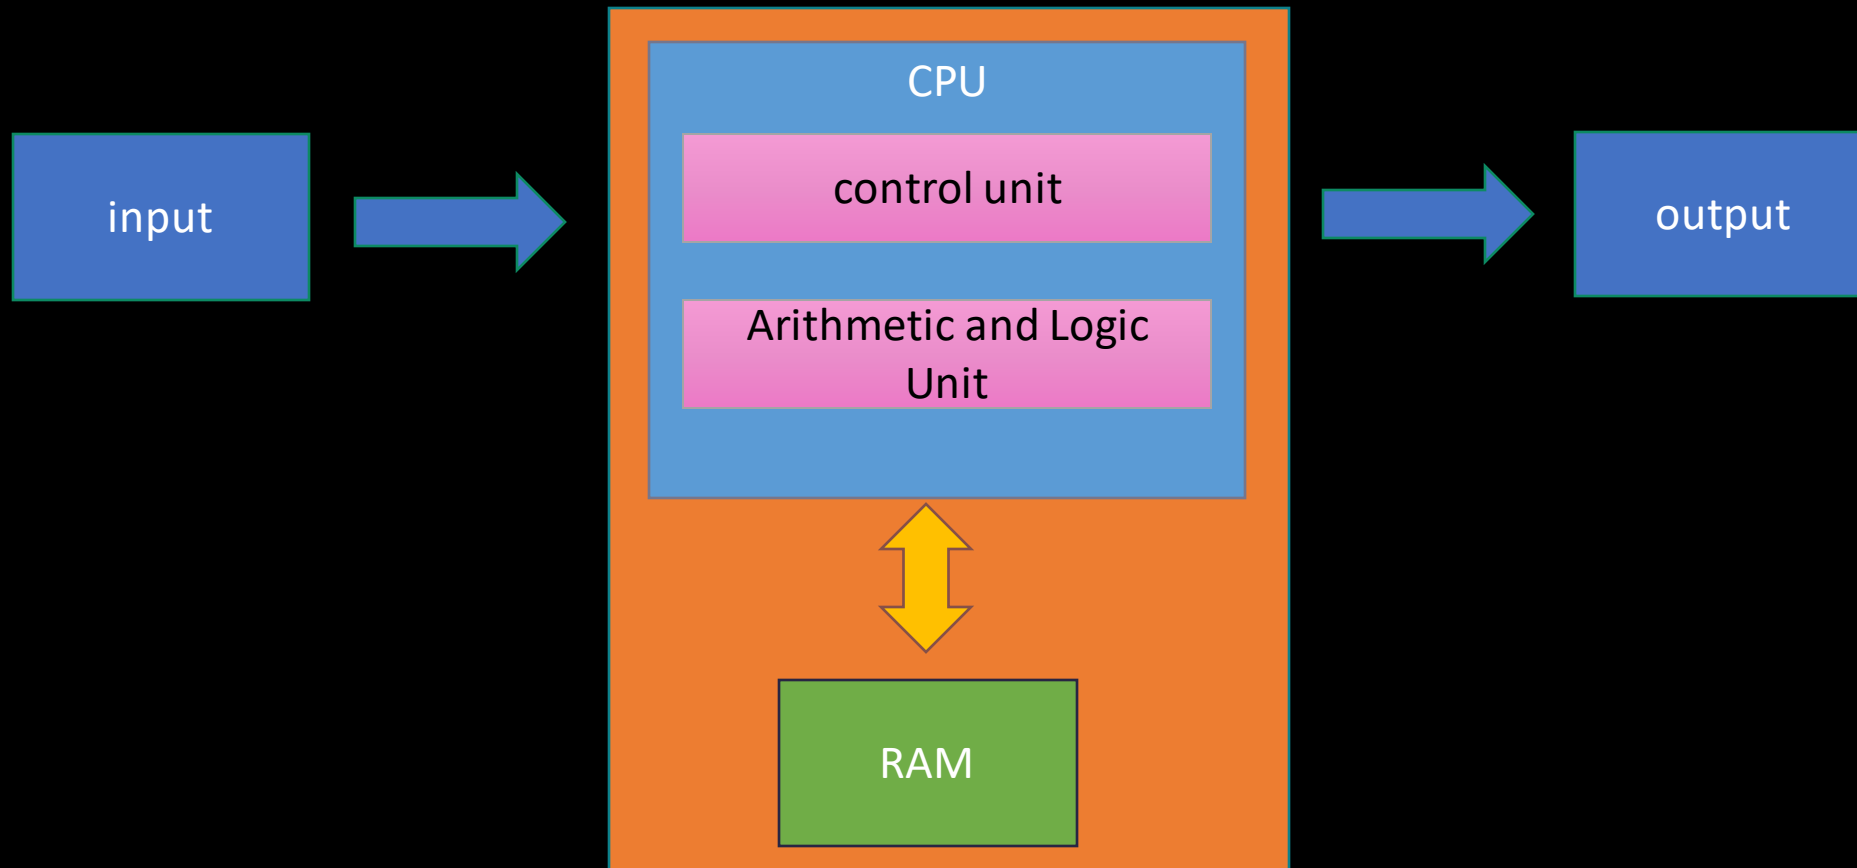 CPU
input
control unit
output
Arithmetic and Logic
Unit
RAM